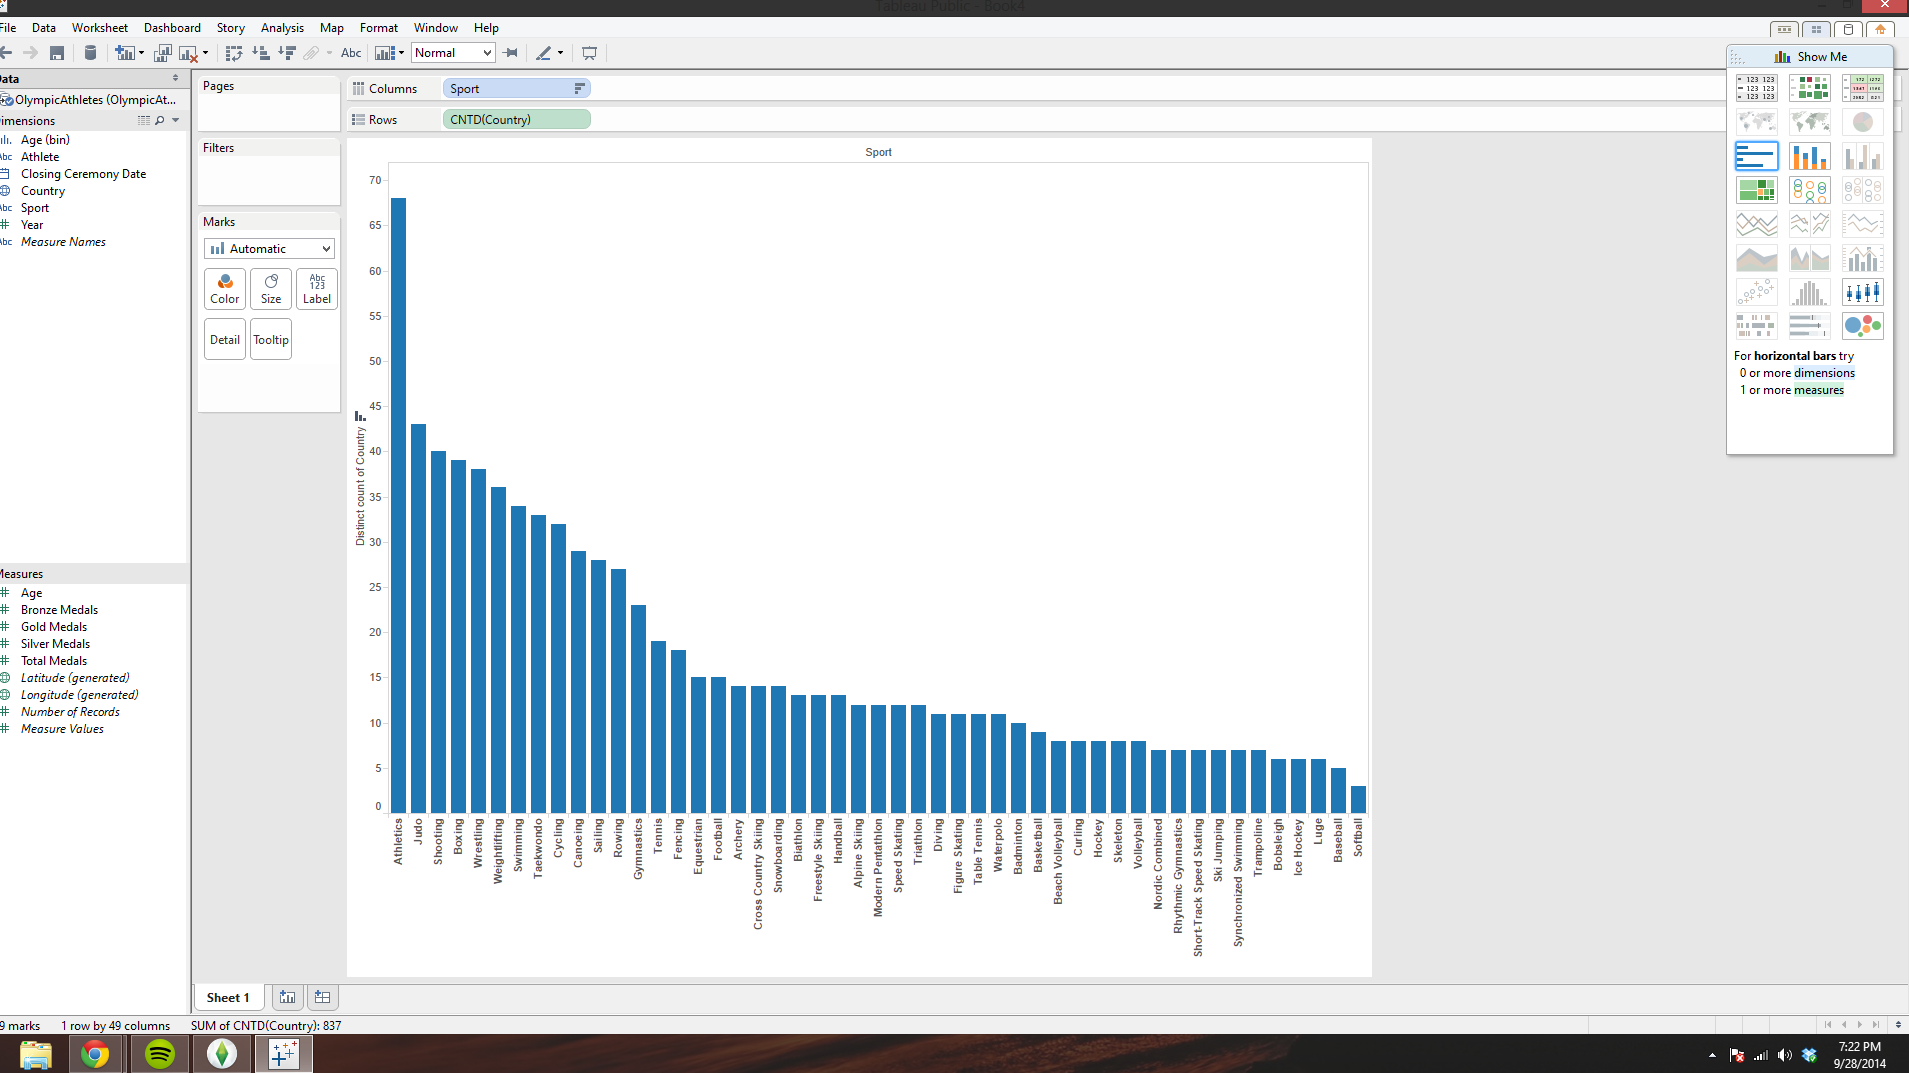 Tableau Public - Book4
File Data Worksheet Dashboard Story Analysis Map Format Window Help
Abc Normal
Data
OlympicAthletes (OlympicAt...
Dimensions
Age (bin)
Abc Athlete
Closing Ceremony Date
Country
Abc Sport
Year
Abc Measure Names
Measures
Age
Bronze Medals
Gold Medals
Silver Medals
Total Medals
Latitude (generated)
Longitude (generated)
Number of Records
Measure Values
Pages
Filters
Marks
Automatic
Color Size Abc 123 Label
Detail Tooltip
Columns Sport
Rows CNTD(Country)
Sport
Distinct count of Country
70
65
60
55
50
45
40
35
30
25
20
15
10
5
0
Athletics
Judo
Shooting
Boxing
Wrestling
Weightlifting
Swimming
Taekwondo
Cycling
Canoeing
Sailing
Rowing
Gymnastics
Tennis
Fencing
Equestrian
Football
Archery
Cross Country Skiing
Snowboarding
Biathlon
Freestyle Skiing
Handball
Alpine Skiing
Modern Pentathlon
Speed Skating
Triathlon
Diving
Figure Skating
Table Tennis
Waterpolo
Badminton
Basketball
Beach Volleyball
Curling
Hockey
Skeleton
Volleyball
Nordic Combined
Rhythmic Gymnastics
Short-Track Speed Skating
Ski Jumping
Synchronized Swimming
Trampoline
Bobsleigh
Ice Hockey
Luge
Baseball
Softball
Show Me
For horizontal bars try
0 or more dimensions
1 or more measures
Sheet 1
9 marks 1 row by 49 columns SUM of CNTD(Country): 837
7:22 PM
9/28/2014